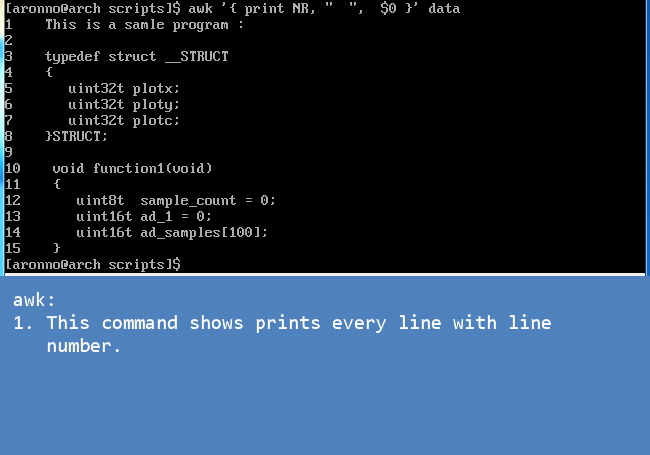 [aronno@arch scripts]$ awk '{ print NR, "  ",  $0 }' data
1    This is a samle program :
2
3    typedef struct __STRUCT
4    {
5       uint32t plotx;
6       uint32t ploty;
7       uint32t plotc;
8    }STRUCT;
9
10    void function1(void)
11    {
12       uint8t  sample_count = 0;
13       uint16t ad_1 = 0;
14       uint16t ad_samples[100];
15    }
[aronno@arch scripts]$
awk:
1. This command shows prints every line with line
number.